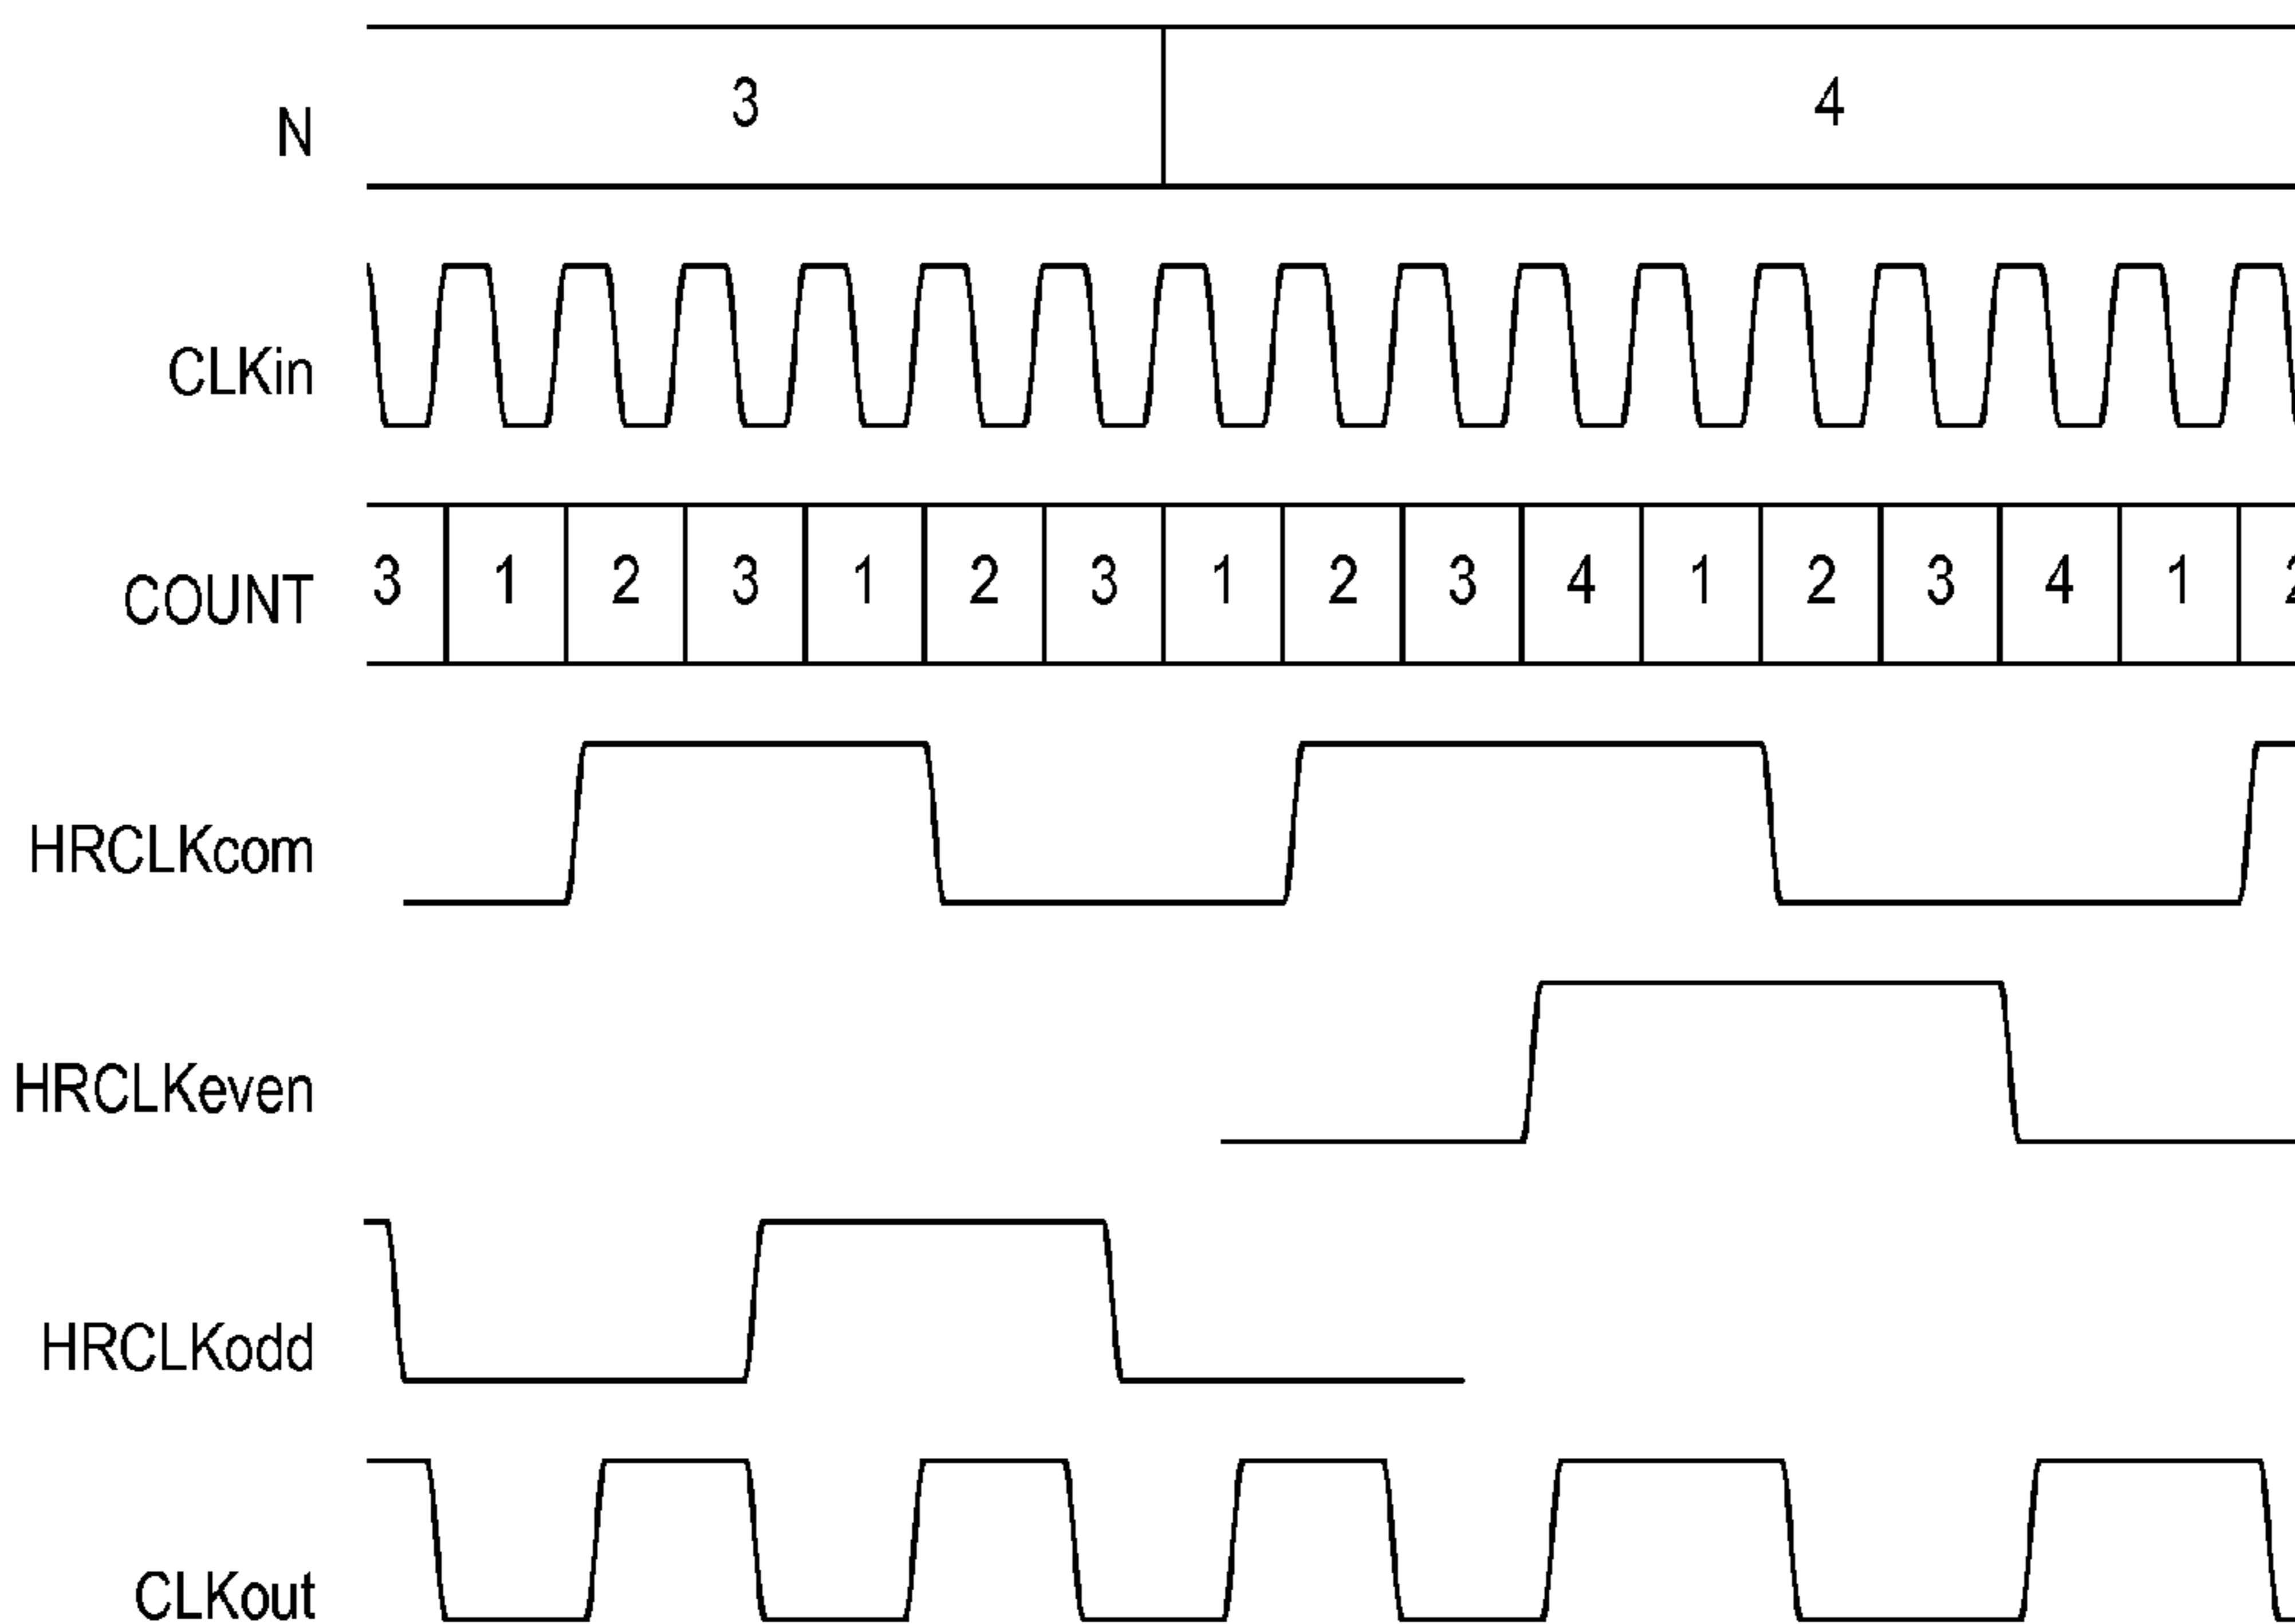 N 3 4
CLKin
COUNT 3 1 2 3 1 2 3 1 2 3 4 1 2 3 4 1 2
HRCLKcom
HRCLKeven
HRCLKodd
CLKout